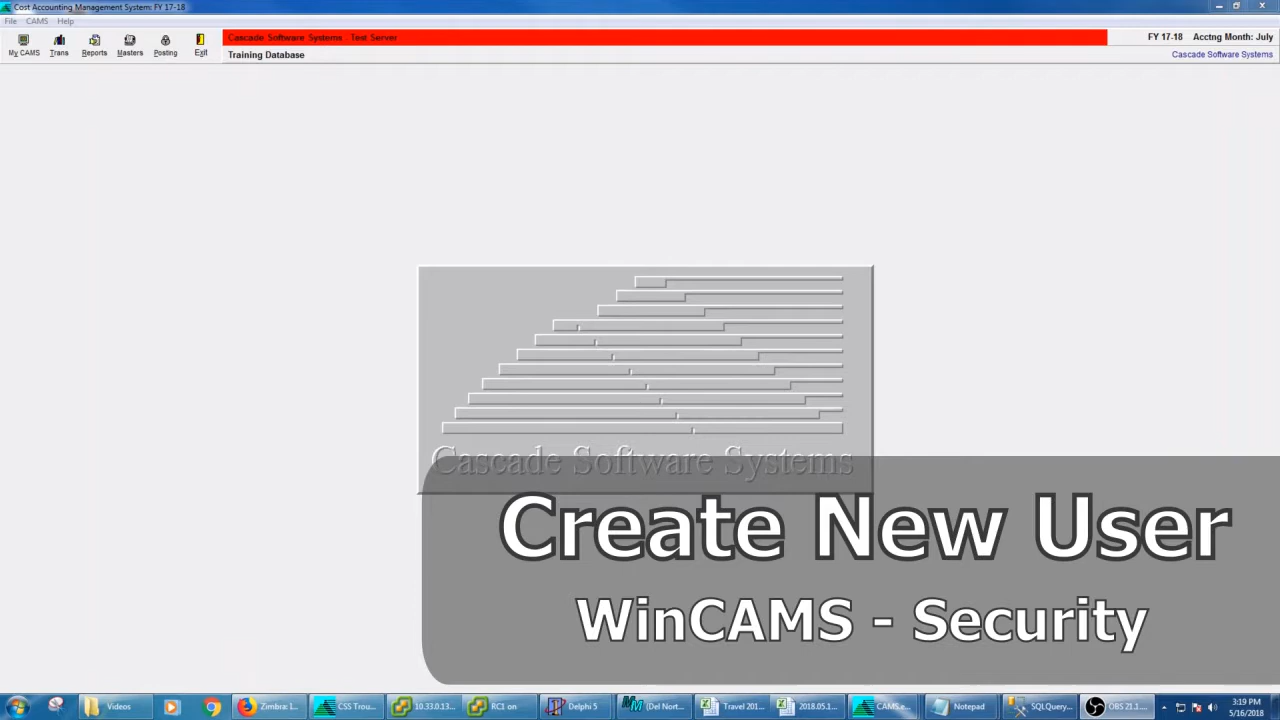 Cost Accounting Management System: FY 17-18
File CAMS Help
My CAMS Trans Reports Masters Posting Exit
Cascade Software Systems - Test Server
FY 17-18 Acctng Month: July
Training Database
Cascade Software Systems
Cascade Software Systems
Create New User
WinCAMS - Security
Videos Zimbra: I... CSS Trou... 10.33.0.13... RC1 on Delphi 5 (Del Nort... Travel 201... 2018.05.1... CAMS.e... Notepad SQLQuery... OBS 21.1....
3:19 PM
5/16/2018